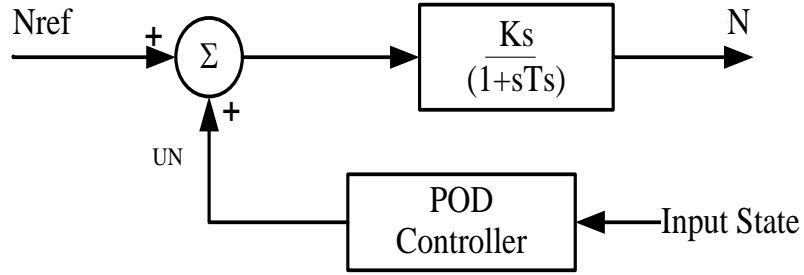 Nref
+
Σ
+
Ks
(1+sTs)
N
UN
POD
Controller
Input State